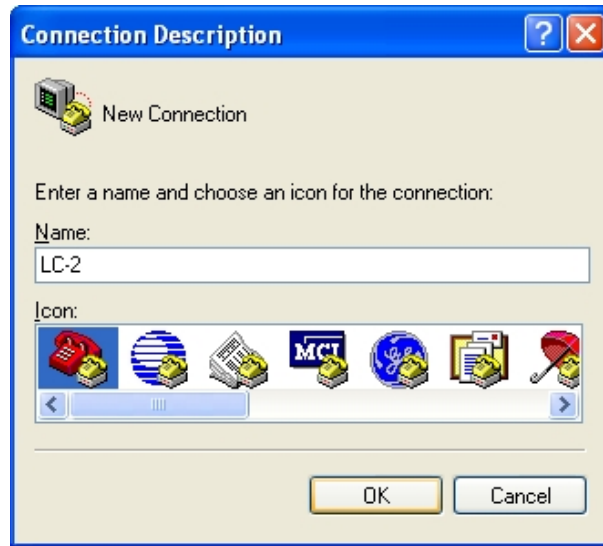 Connection Description
New Connection
Enter a name and choose an icon for the connection:
Name:
LC-2
Icon:
MCI
OK Cancel